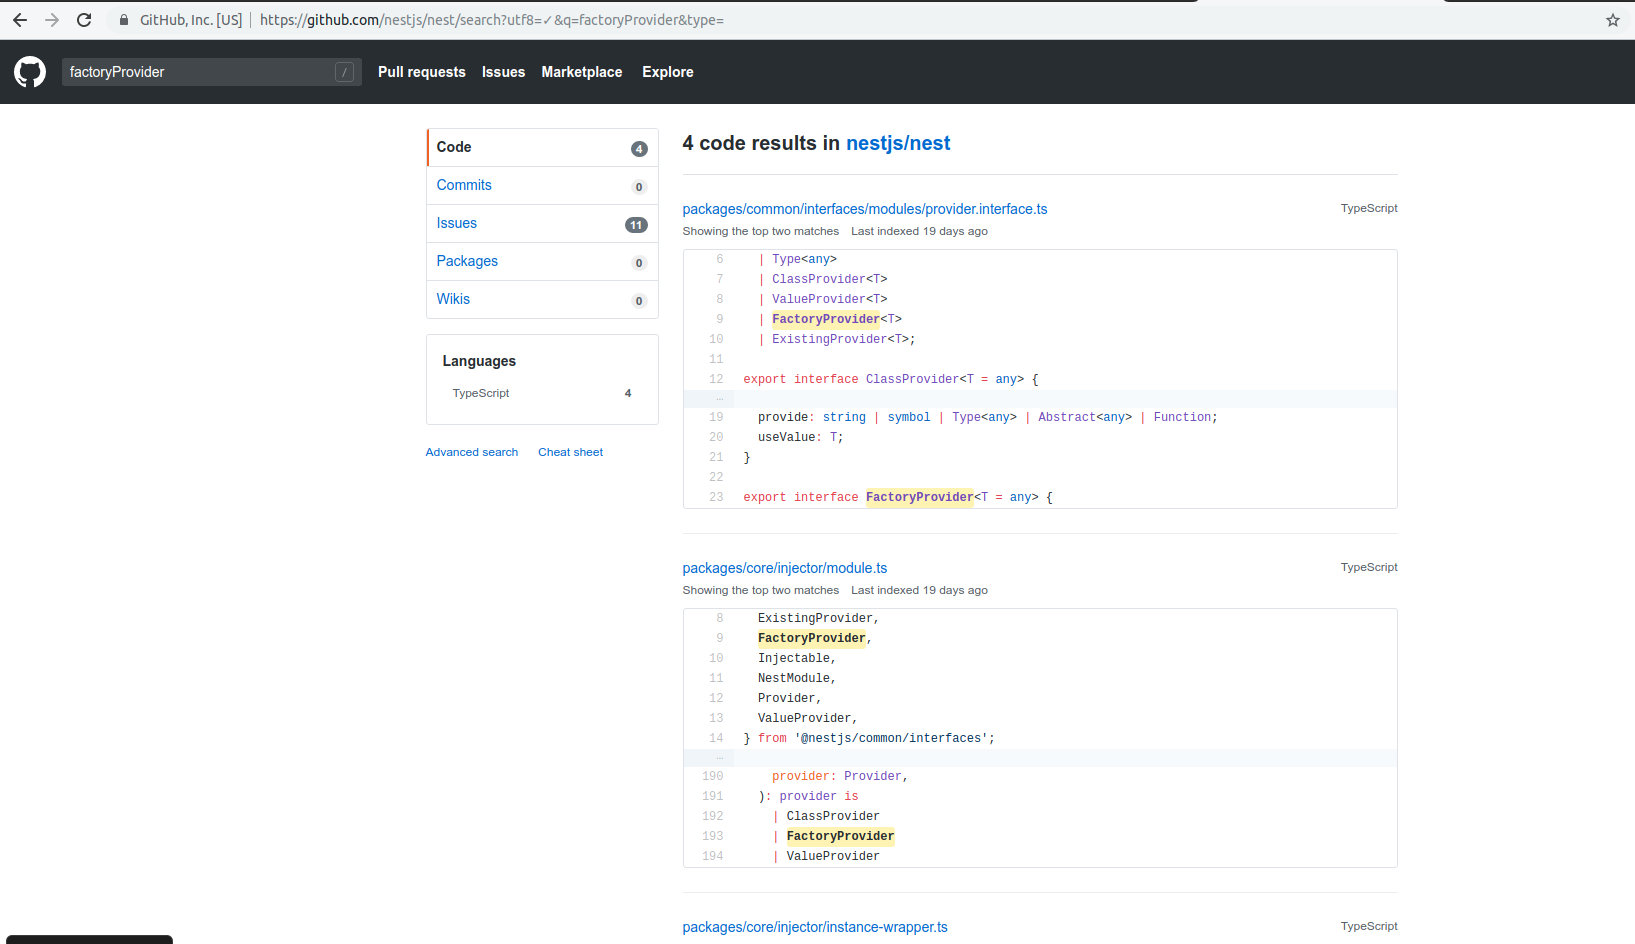 GitHub, Inc. [US] https://github.com/nestjs/nest/search?utf8=✓&q=factoryProvider&type=
factoryProvider / Pull requests Issues Marketplace Explore
Code 4
Commits 0
Issues 11
Packages 0
Wikis 0
Languages
TypeScript 4
Advanced search Cheat sheet
4 code results in nestjs/nest
packages/common/interfaces/modules/provider.interface.ts TypeScript
Showing the top two matches Last indexed 19 days ago
6 | Type<any>
7 | ClassProvider<T>
8 | ValueProvider<T>
9 | FactoryProvider<T>
10 | ExistingProvider<T>;
11
12 export interface ClassProvider<T = any> {
…
19 provide: string | symbol | Type<any> | Abstract<any> | Function;
20 useValue: T;
21 }
22
23 export interface FactoryProvider<T = any> {
packages/core/injector/module.ts TypeScript
Showing the top two matches Last indexed 19 days ago
8 ExistingProvider,
9 FactoryProvider,
10 Injectable,
11 NestModule,
12 Provider,
13 ValueProvider,
14 } from '@nestjs/common/interfaces';
…
190 provider: Provider,
191 ): provider is
192 | ClassProvider
193 | FactoryProvider
194 | ValueProvider
packages/core/injector/instance-wrapper.ts TypeScript